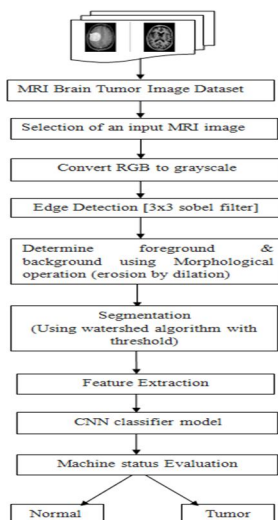 MRI Brain Tumor Image Dataset
Selection of an input MRI image
Convert RGB to grayscale
Edge Detection [3x3 sobel filter]
Determine foreground &
background using Morphological
operation (erosion by dilation)
Segmentation
(Using watershed algorithm with
threshold)
Feature Extraction
CNN classifier model
Machine status Evaluation
Normal
Tumor